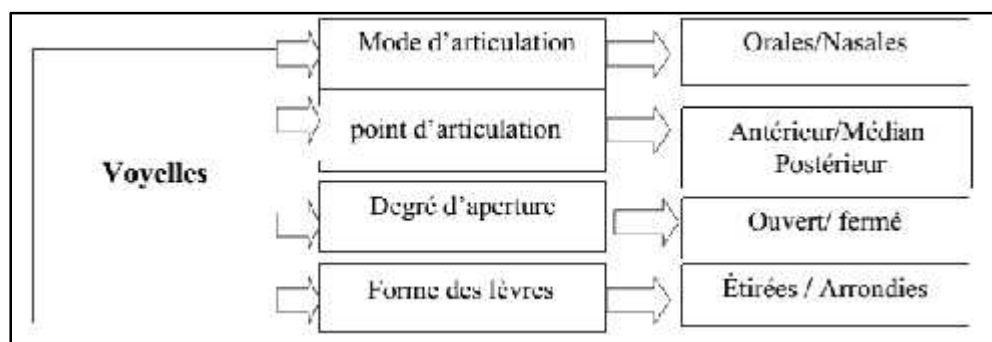 Mode d'articulation
Orales/Nasales
point d'articulation
Antérieur/Médian
Postérieur
Voyelles
Degré d'aperture
Ouvert/ fermé
Forme des lèvres
Étirées / Arrondies